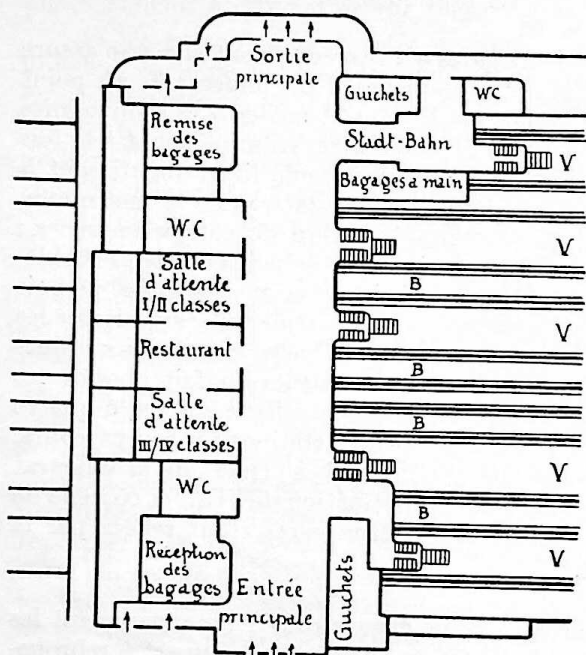 Sortie
principale
Guichets
WC
Remise
des
bagages
Stadt-Bahn
V
Bagages à main
W.C
V
Salle
d'attente
I/II classes
B
V
Restaurant
B
Salle
d'attente
III/IV classes
B
V
WC
B
V
Réception
des
bagages
Entrée
principale
Guichets